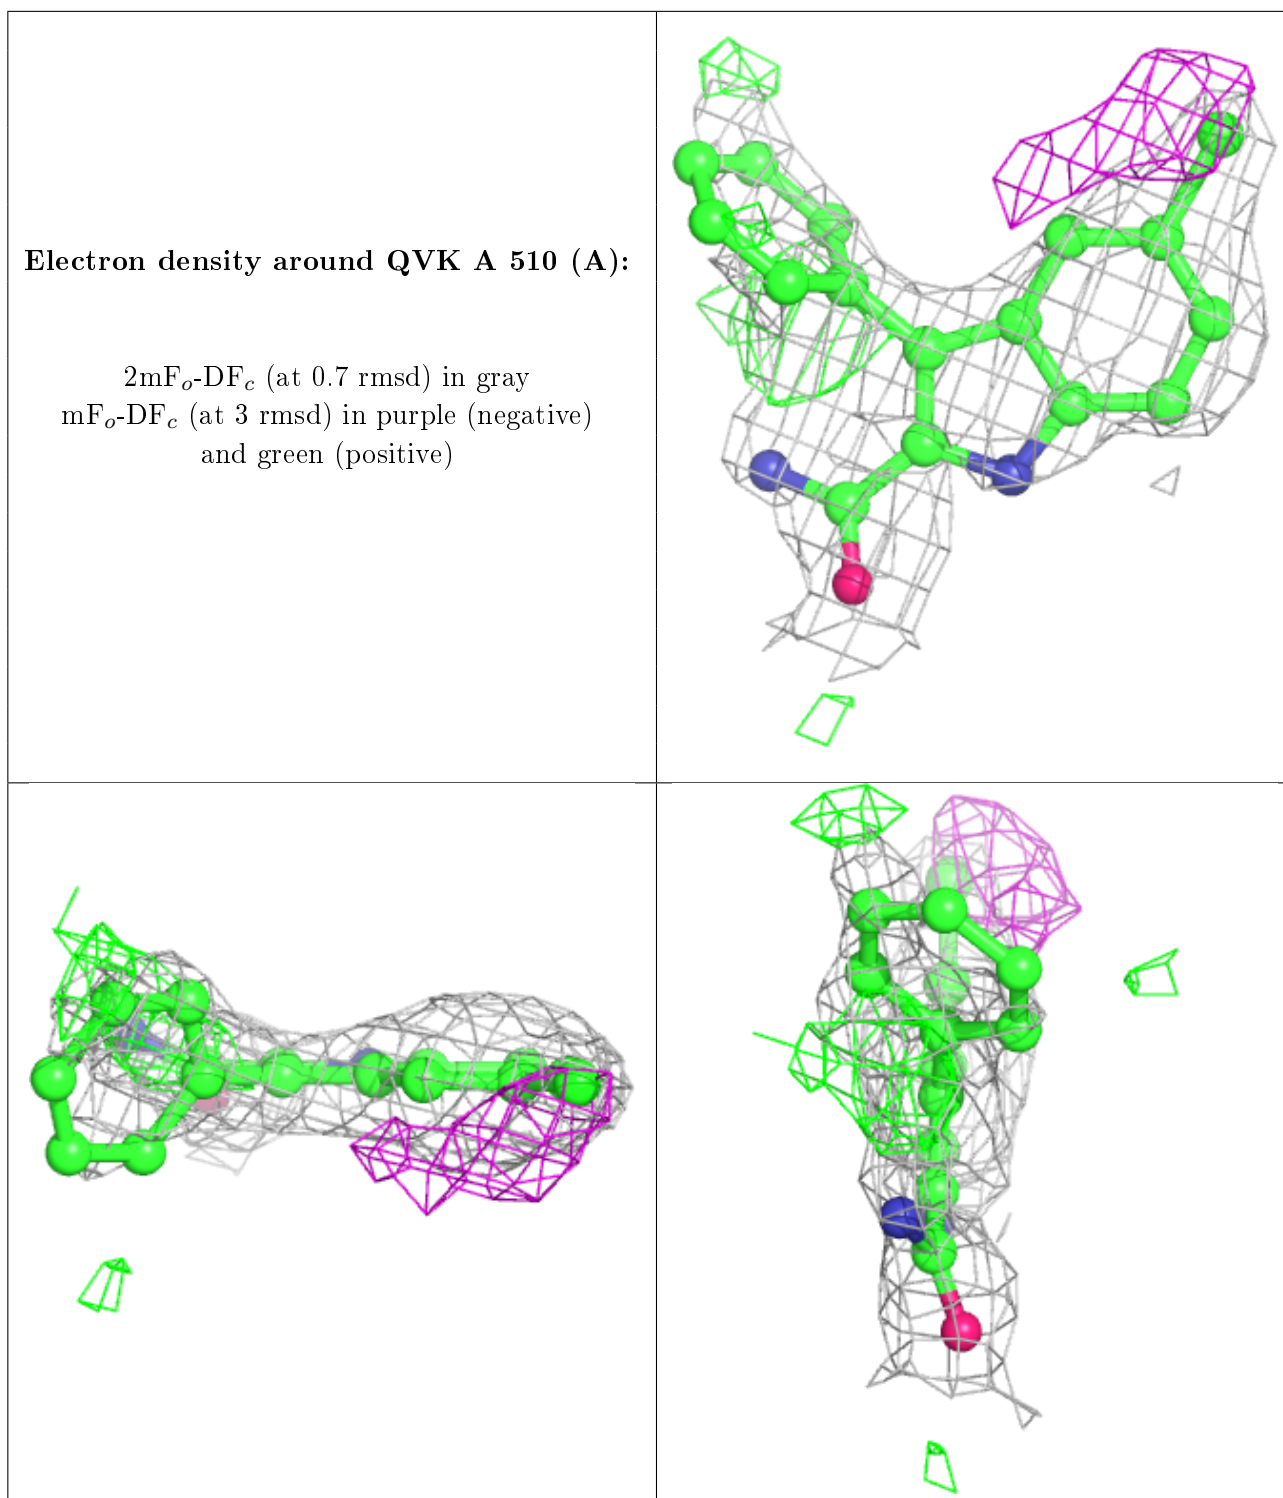 Electron density around QVK A 510 (A):
2mFo-DFc (at 0.7 rmsd) in gray
mFo-DFc (at 3 rmsd) in purple (negative)
and green (positive)